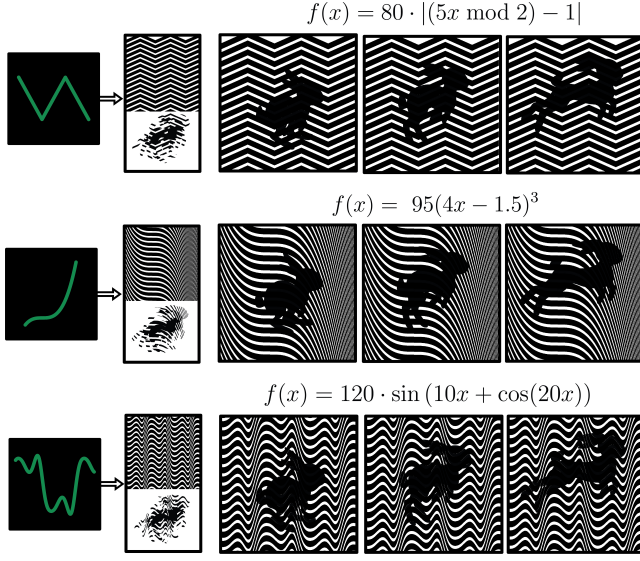 f(x) = 80 · |(5x mod 2) − 1|
f(x) = 95(4x − 1.5)³
f(x) = 120 · sin (10x + cos(20x))